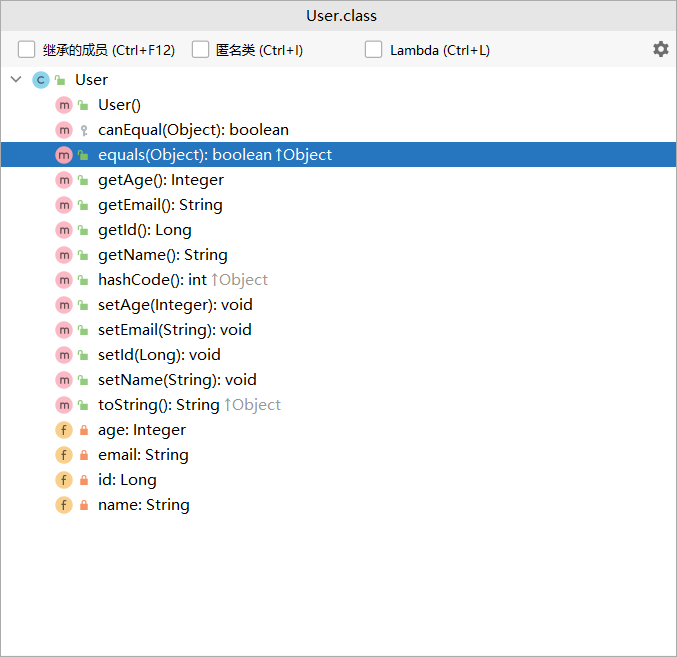 User.class
继承的成员 (Ctrl+F12) 匿名类 (Ctrl+I) Lambda (Ctrl+L)
C User
m User()
m canEqual(Object): boolean
m equals(Object): boolean ↑Object
m getAge(): Integer
m getEmail(): String
m getId(): Long
m getName(): String
m hashCode(): int ↑Object
m setAge(Integer): void
m setEmail(String): void
m setId(Long): void
m setName(String): void
m toString(): String ↑Object
f age: Integer
f email: String
f id: Long
f name: String